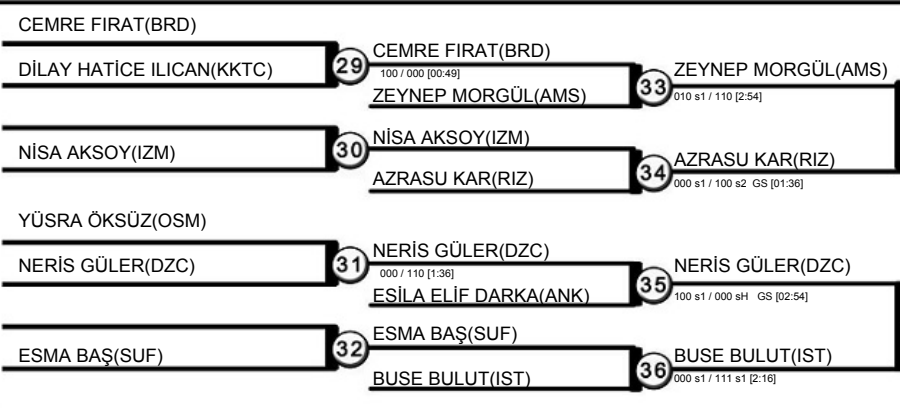 CEMRE FIRAT(BRD)
DİLAY HATİCE ILICAN(KKTC)
29
CEMRE FIRAT(BRD)
100 / 000 [00:49]
ZEYNEP MORGÜL(AMS)
33
ZEYNEP MORGÜL(AMS)
010 s1 / 110 [2:54]
NİSA AKSOY(IZM)
30
NİSA AKSOY(IZM)
AZRASU KAR(RIZ)
34
AZRASU KAR(RIZ)
000 s1 / 100 s2 GS [01:36]
YÜSRA ÖKSÜZ(OSM)
NERİS GÜLER(DZC)
31
NERİS GÜLER(DZC)
000 / 110 [1:36]
ESİLA ELİF DARKA(ANK)
35
NERİS GÜLER(DZC)
100 s1 / 000 sH GS [02:54]
ESMA BAŞ(SUF)
32
ESMA BAŞ(SUF)
BUSE BULUT(IST)
36
BUSE BULUT(IST)
000 s1 / 111 s1 [2:16]